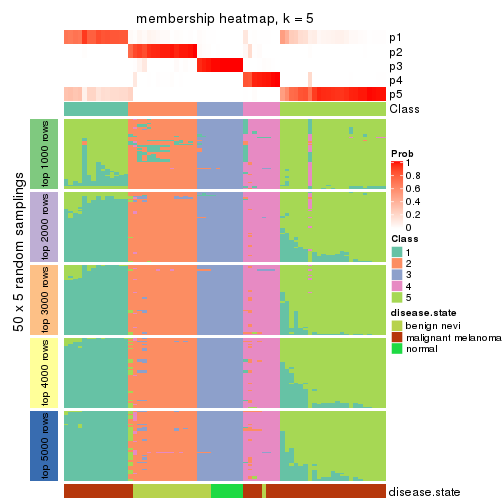 membership heatmap, k = 5
p1
p2
p3
p4
p5
Class
50 x 5 random samplings
top 1000 rows
top 2000 rows
top 3000 rows
top 4000 rows
top 5000 rows
disease.state
Prob
1
0.8
0.6
0.4
0.2
0
Class
1
2
3
4
5
disease.state
benign nevi
malignant melanoma
normal